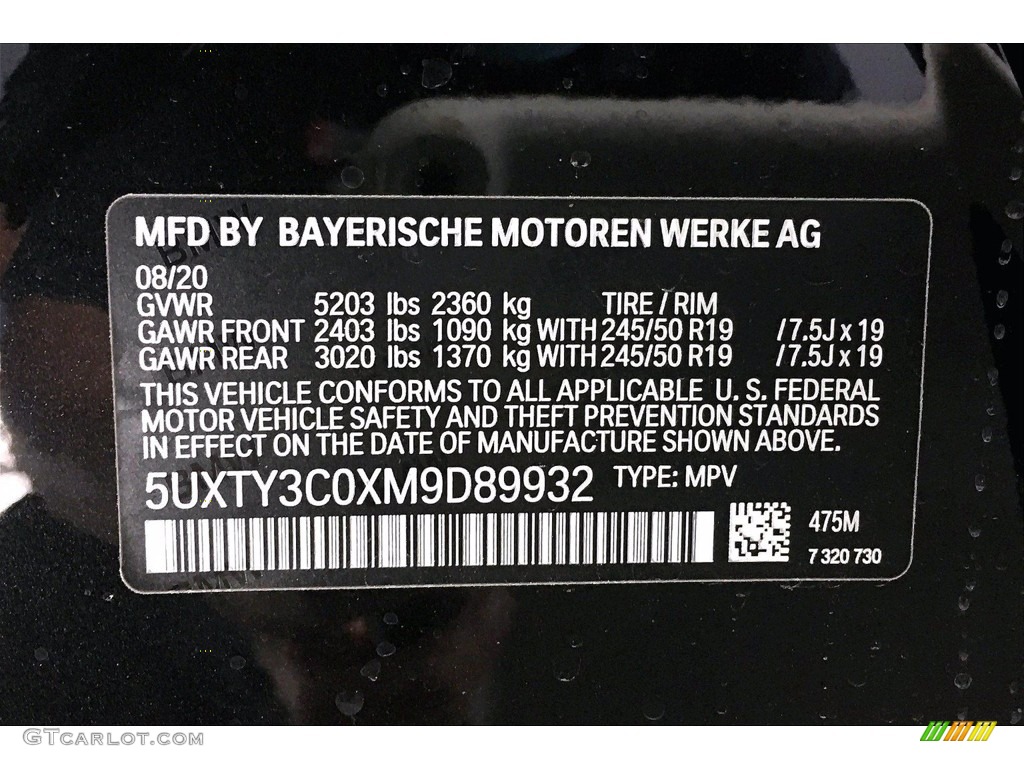 MFD BY BAYERISCHE MOTOREN WERKE AG
08/20
GVWR 5203 lbs 2360 kg TIRE / RIM
GAWR FRONT 2403 lbs 1090 kg WITH 245/50 R19 / 7.5J x 19
GAWR REAR 3020 lbs 1370 kg WITH 245/50 R19 / 7.5J x 19
THIS VEHICLE CONFORMS TO ALL APPLICABLE U. S. FEDERAL
MOTOR VEHICLE SAFETY AND THEFT PREVENTION STANDARDS
IN EFFECT ON THE DATE OF MANUFACTURE SHOWN ABOVE.
5UXTY3C0XM9D89932 TYPE: MPV
475M
7 320 730
GTCARLOT.COM